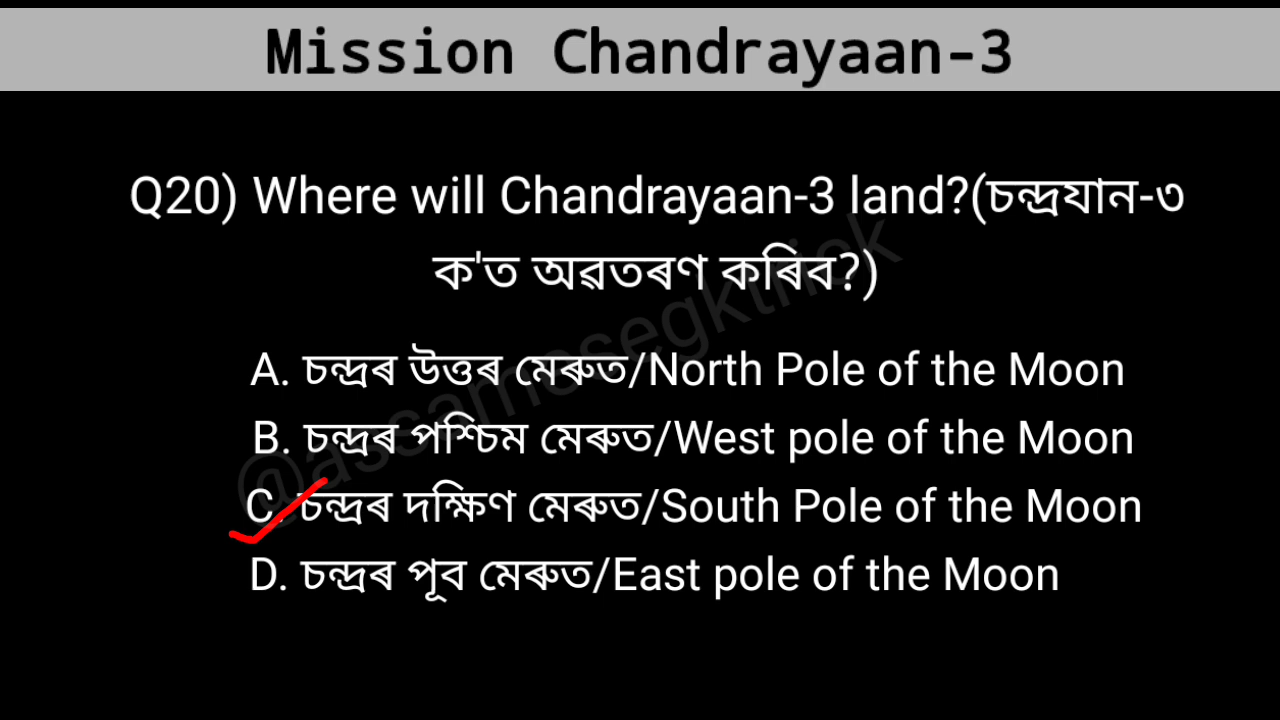 Mission Chandrayaan-3
Q20) Where will Chandrayaan-3 land?(চন্দ্ৰযান-৩
ক'ত অৱতৰণ কৰিব?)
@assamesegktrick
A. চন্দ্ৰৰ উত্তৰ মেৰুত/North Pole of the Moon
B. চন্দ্ৰৰ পশ্চিম মেৰুত/West pole of the Moon
C. চন্দ্ৰৰ দক্ষিণ মেৰুত/South Pole of the Moon
D. চন্দ্ৰৰ পূব মেৰুত/East pole of the Moon